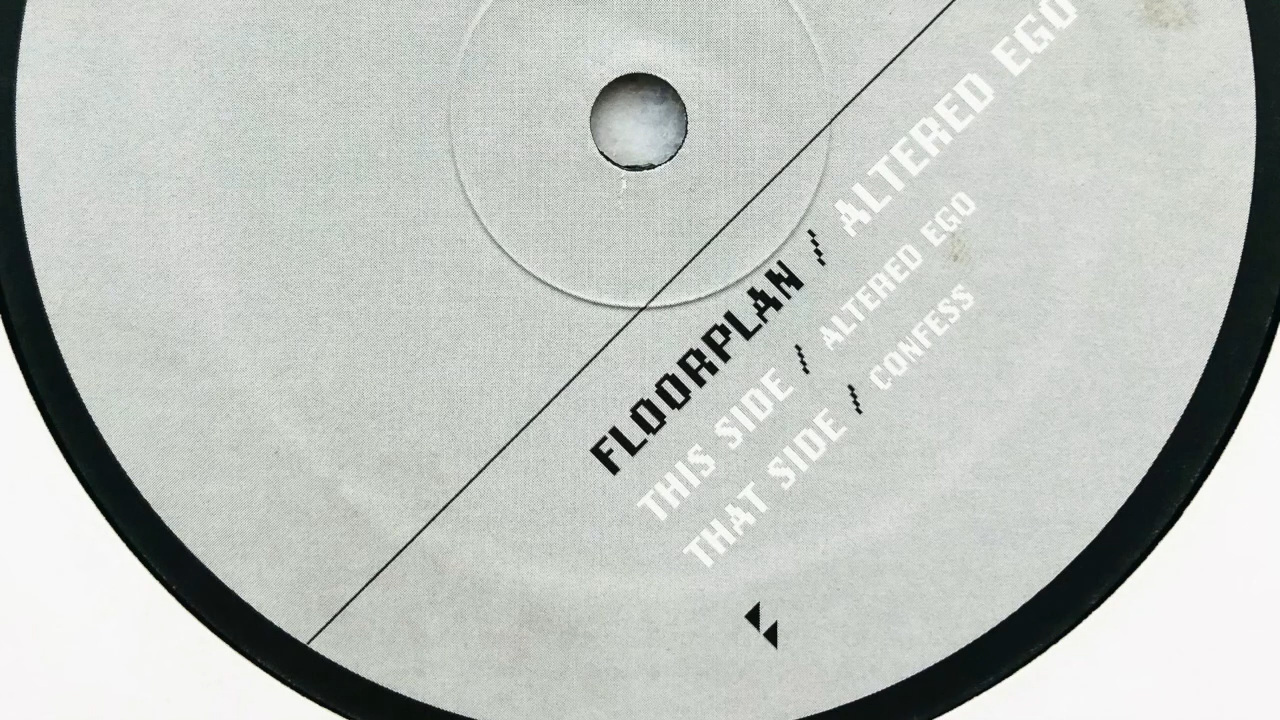 FLOORPLAN / ALTERED EGO
THIS SIDE / ALTERED EGO
THAT SIDE / CONFESS